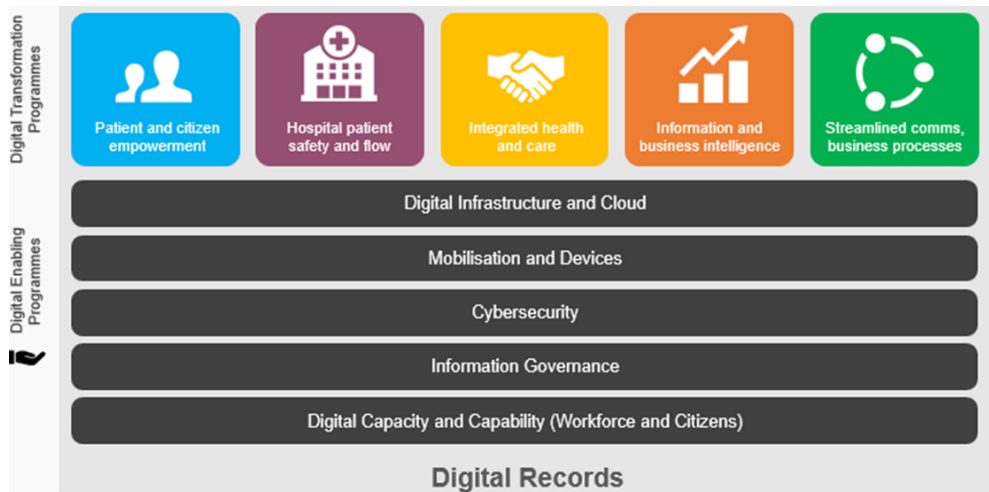 Digital Transformation
Programmes
Patient and citizen
empowerment
Hospital patient
safety and flow
Integrated health
and care
Information and
business intelligence
Streamlined comms,
business processes
Digital Enabling
Programmes
Digital Infrastructure and Cloud
Mobilisation and Devices
Cybersecurity
Information Governance
Digital Capacity and Capability (Workforce and Citizens)
Digital Records